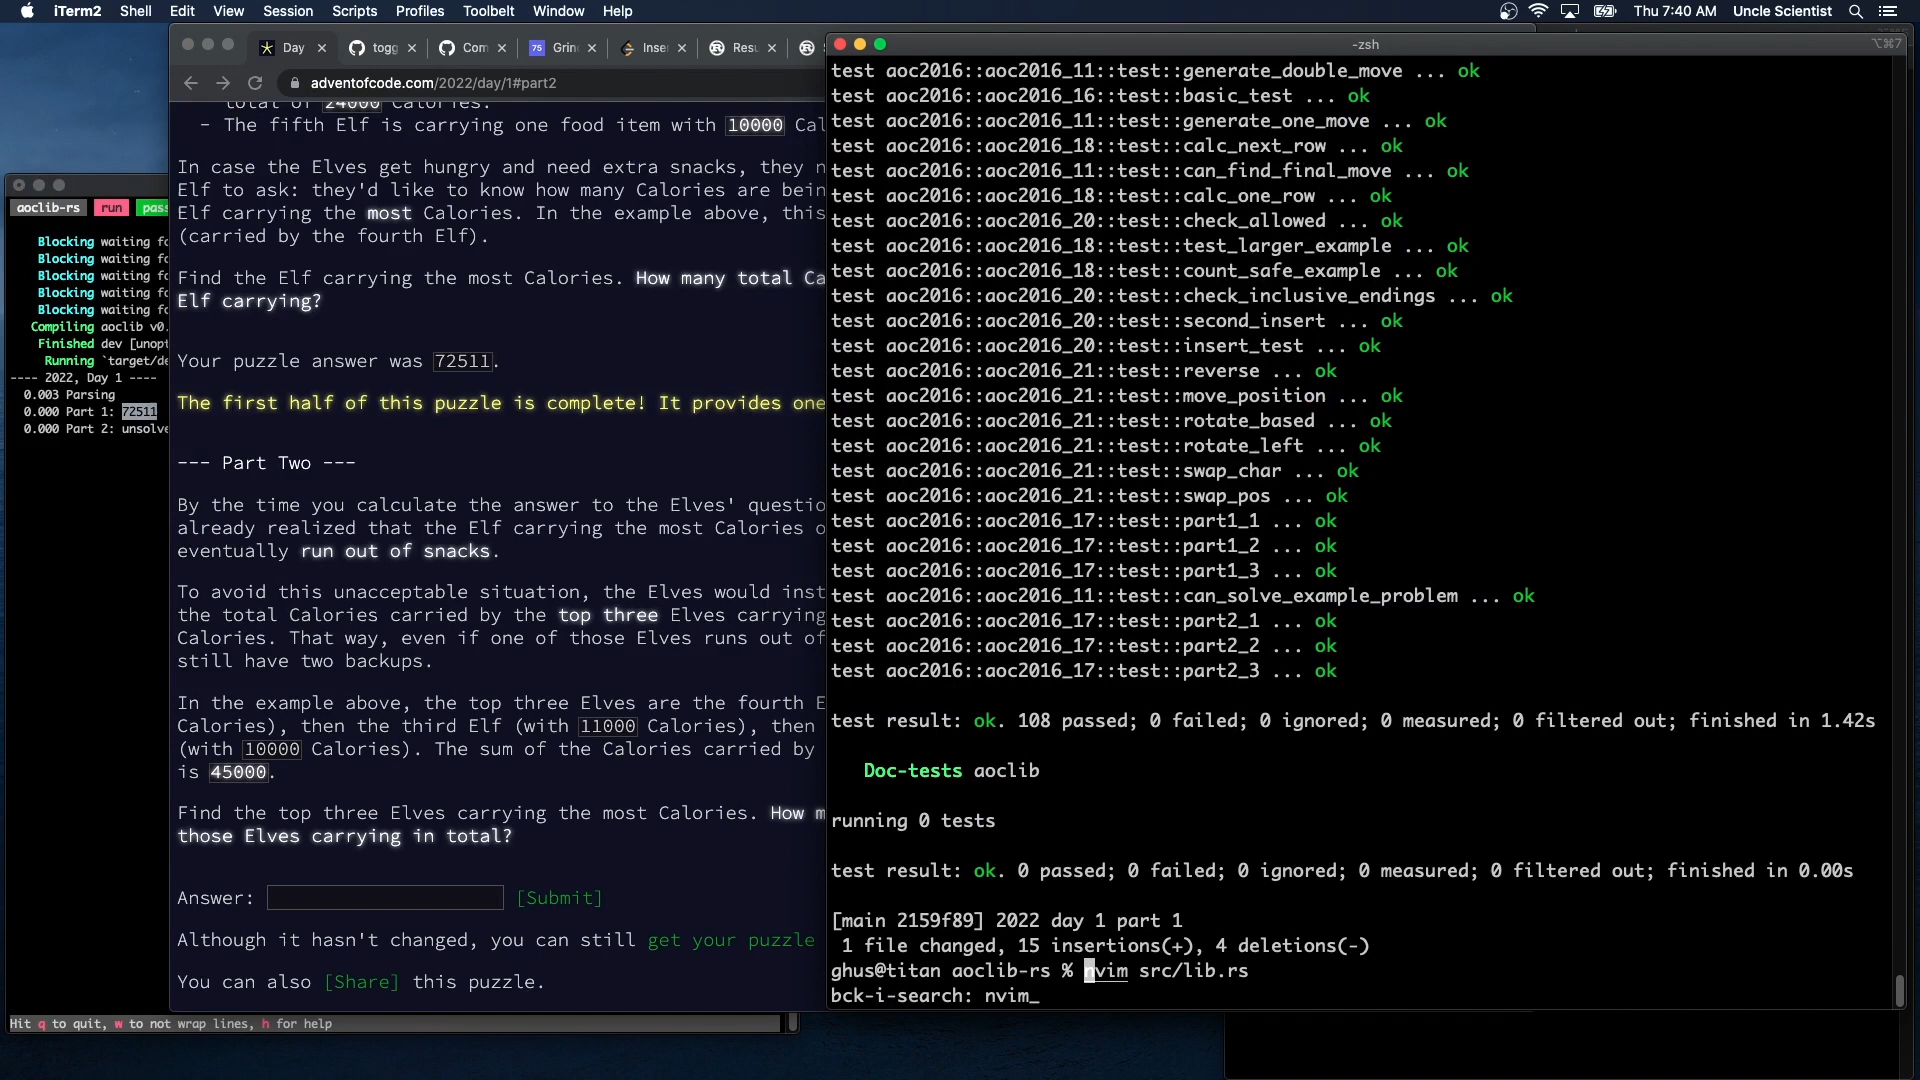 iTerm2 Shell Edit View Session Scripts Profiles Toolbelt Window Help
Thu 7:40 AM Uncle Scientist
Day × togg × Com × 75 Grin × Inser × Resu ×
adventofcode.com/2022/day/1#part2
total of 24000 Calories.
- The fifth Elf is carrying one food item with 10000 Cal
In case the Elves get hungry and need extra snacks, they n
Elf to ask: they'd like to know how many Calories are bein
Elf carrying the most Calories. In the example above, this
(carried by the fourth Elf).
Find the Elf carrying the most Calories. How many total Ca
Elf carrying?
Your puzzle answer was 72511.
The first half of this puzzle is complete! It provides one
--- Part Two ---
By the time you calculate the answer to the Elves' questio
already realized that the Elf carrying the most Calories o
eventually run out of snacks.
To avoid this unacceptable situation, the Elves would inst
the total Calories carried by the top three Elves carrying
Calories. That way, even if one of those Elves runs out of
still have two backups.
In the example above, the top three Elves are the fourth E
Calories), then the third Elf (with 11000 Calories), then
(with 10000 Calories). The sum of the Calories carried by
is 45000.
Find the top three Elves carrying the most Calories. How m
those Elves carrying in total?
Answer: [Submit]
Although it hasn't changed, you can still get your puzzle
You can also [Share] this puzzle.
aoclib-rs run pass
Blocking waiting fo
Blocking waiting fo
Blocking waiting fo
Blocking waiting fo
Blocking waiting fo
Compiling aoclib v0.
Finished dev [unopt
Running `target/de
---- 2022, Day 1 ----
0.003 Parsing
0.000 Part 1: 72511
0.000 Part 2: unsolve
Hit q to quit, w to not wrap lines, h for help
-zsh
⌥⌘7
test aoc2016::aoc2016_11::test::generate_double_move ... ok
test aoc2016::aoc2016_16::test::basic_test ... ok
test aoc2016::aoc2016_11::test::generate_one_move ... ok
test aoc2016::aoc2016_18::test::calc_next_row ... ok
test aoc2016::aoc2016_11::test::can_find_final_move ... ok
test aoc2016::aoc2016_18::test::calc_one_row ... ok
test aoc2016::aoc2016_20::test::check_allowed ... ok
test aoc2016::aoc2016_18::test::test_larger_example ... ok
test aoc2016::aoc2016_18::test::count_safe_example ... ok
test aoc2016::aoc2016_20::test::check_inclusive_endings ... ok
test aoc2016::aoc2016_20::test::second_insert ... ok
test aoc2016::aoc2016_20::test::insert_test ... ok
test aoc2016::aoc2016_21::test::reverse ... ok
test aoc2016::aoc2016_21::test::move_position ... ok
test aoc2016::aoc2016_21::test::rotate_based ... ok
test aoc2016::aoc2016_21::test::rotate_left ... ok
test aoc2016::aoc2016_21::test::swap_char ... ok
test aoc2016::aoc2016_21::test::swap_pos ... ok
test aoc2016::aoc2016_17::test::part1_1 ... ok
test aoc2016::aoc2016_17::test::part1_2 ... ok
test aoc2016::aoc2016_17::test::part1_3 ... ok
test aoc2016::aoc2016_11::test::can_solve_example_problem ... ok
test aoc2016::aoc2016_17::test::part2_1 ... ok
test aoc2016::aoc2016_17::test::part2_2 ... ok
test aoc2016::aoc2016_17::test::part2_3 ... ok
test result: ok. 108 passed; 0 failed; 0 ignored; 0 measured; 0 filtered out; finished in 1.42s
Doc-tests aoclib
running 0 tests
test result: ok. 0 passed; 0 failed; 0 ignored; 0 measured; 0 filtered out; finished in 0.00s
[main 2159f89] 2022 day 1 part 1
1 file changed, 15 insertions(+), 4 deletions(-)
ghus@titan aoclib-rs % nvim src/lib.rs
bck-i-search: nvim_